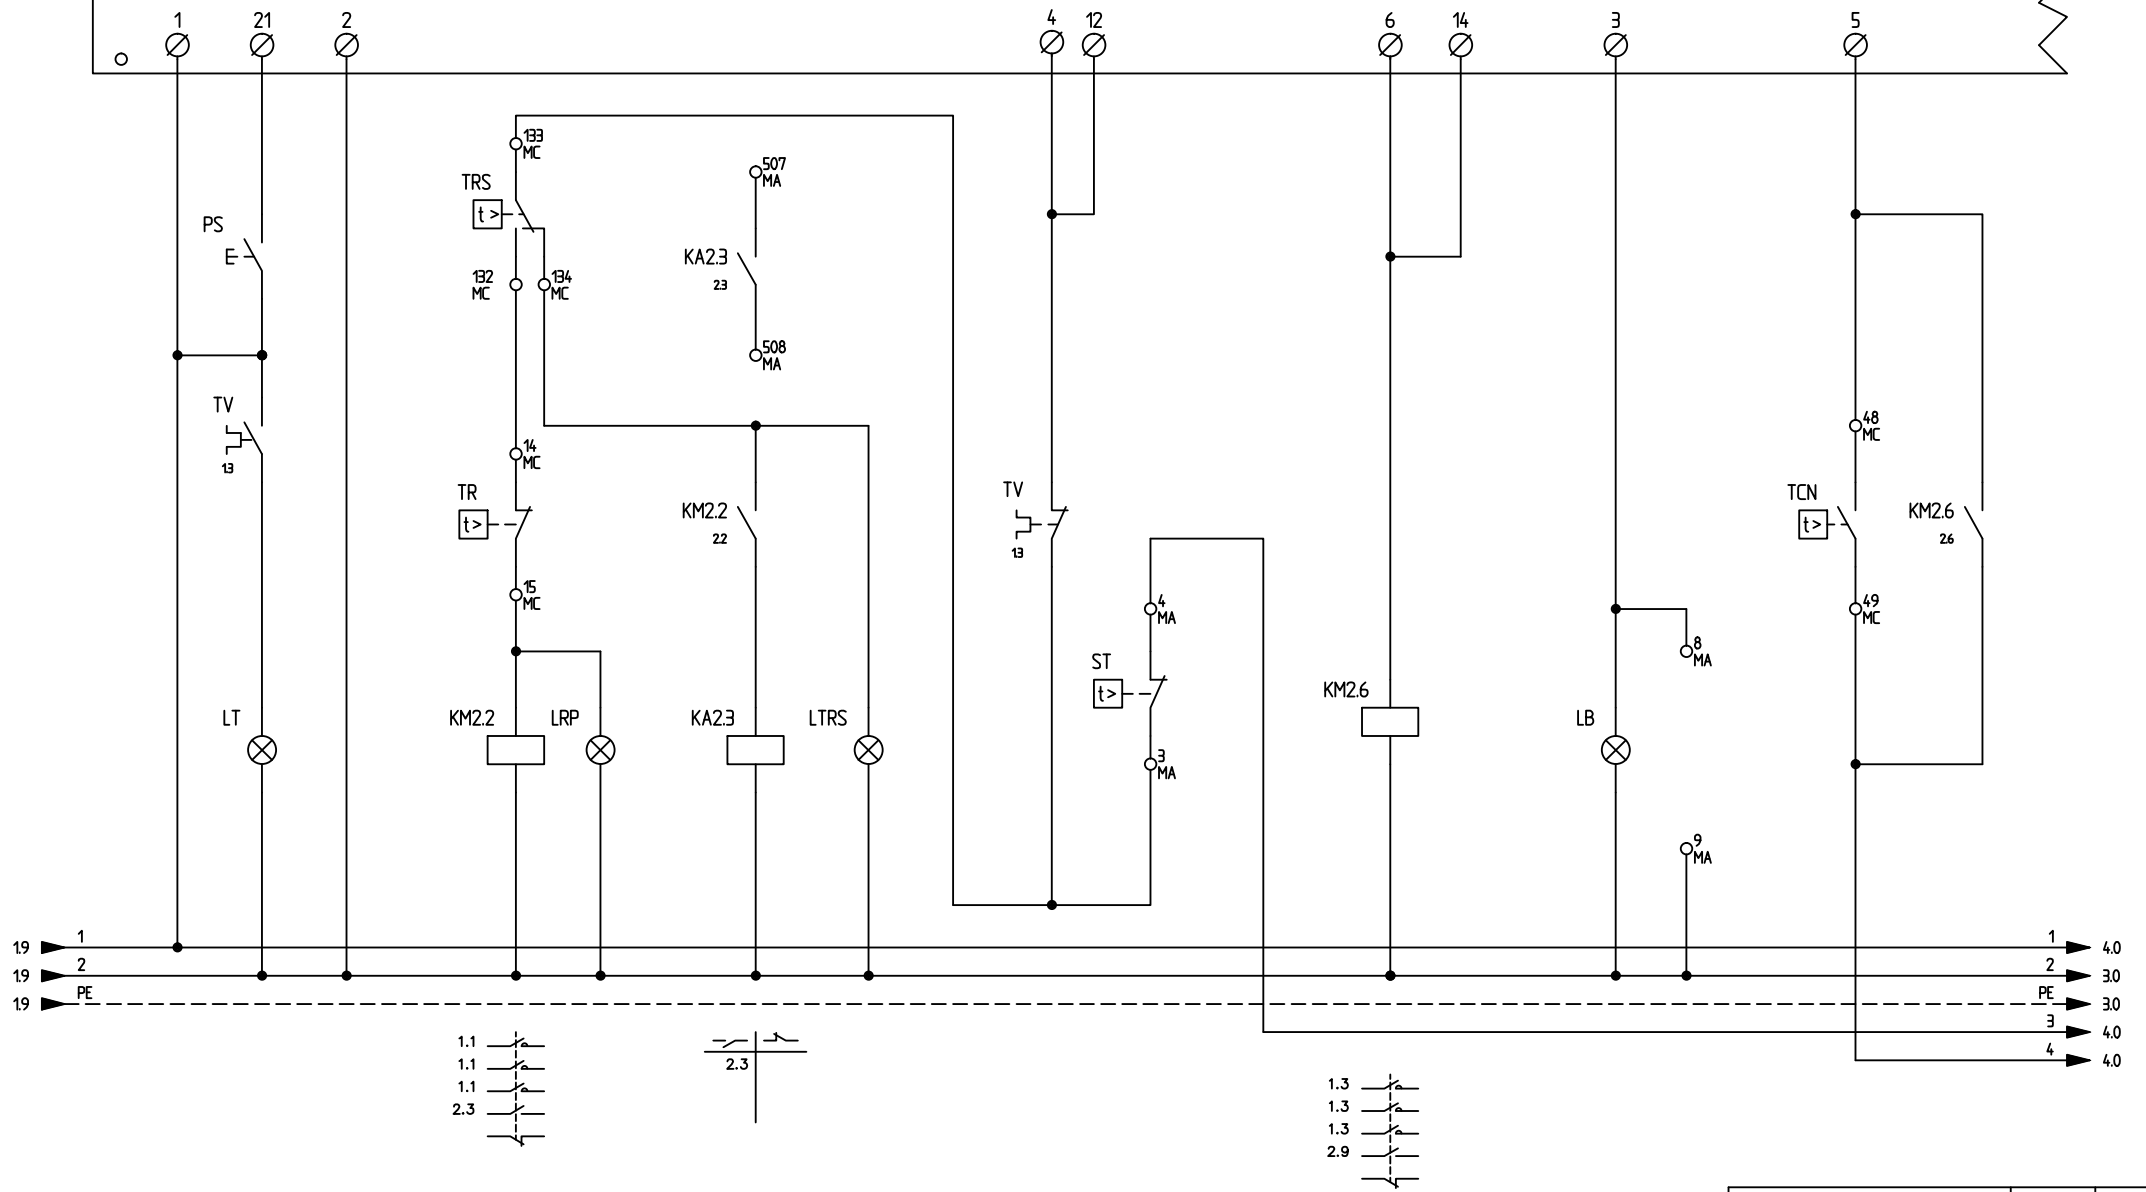 1 21 2 4 12 6 14 3 5
133
MC
507
MA
TRS
t >
PS
E
KA2.3
2.3
132
MC
134
MC
508
MA
TV
1.3
48
MC
14
MC
TR
t>
KM2.2
2.2
TV
1.3
TCN
t>
KM2.6
2.6
15
MC
4
MA
49
MC
8
MA
ST
t>
KM2.6
LT
KM2.2
LRP
KA2.3
LTRS
LB
3
MA
9
MA
1.9 1 1 4.0
1.9 2 2 3.0
1.9 PE PE 3.0
3 4.0
4 4.0
1.1
1.1
1.1
2.3
2.3
1.3
1.3
1.3
2.9